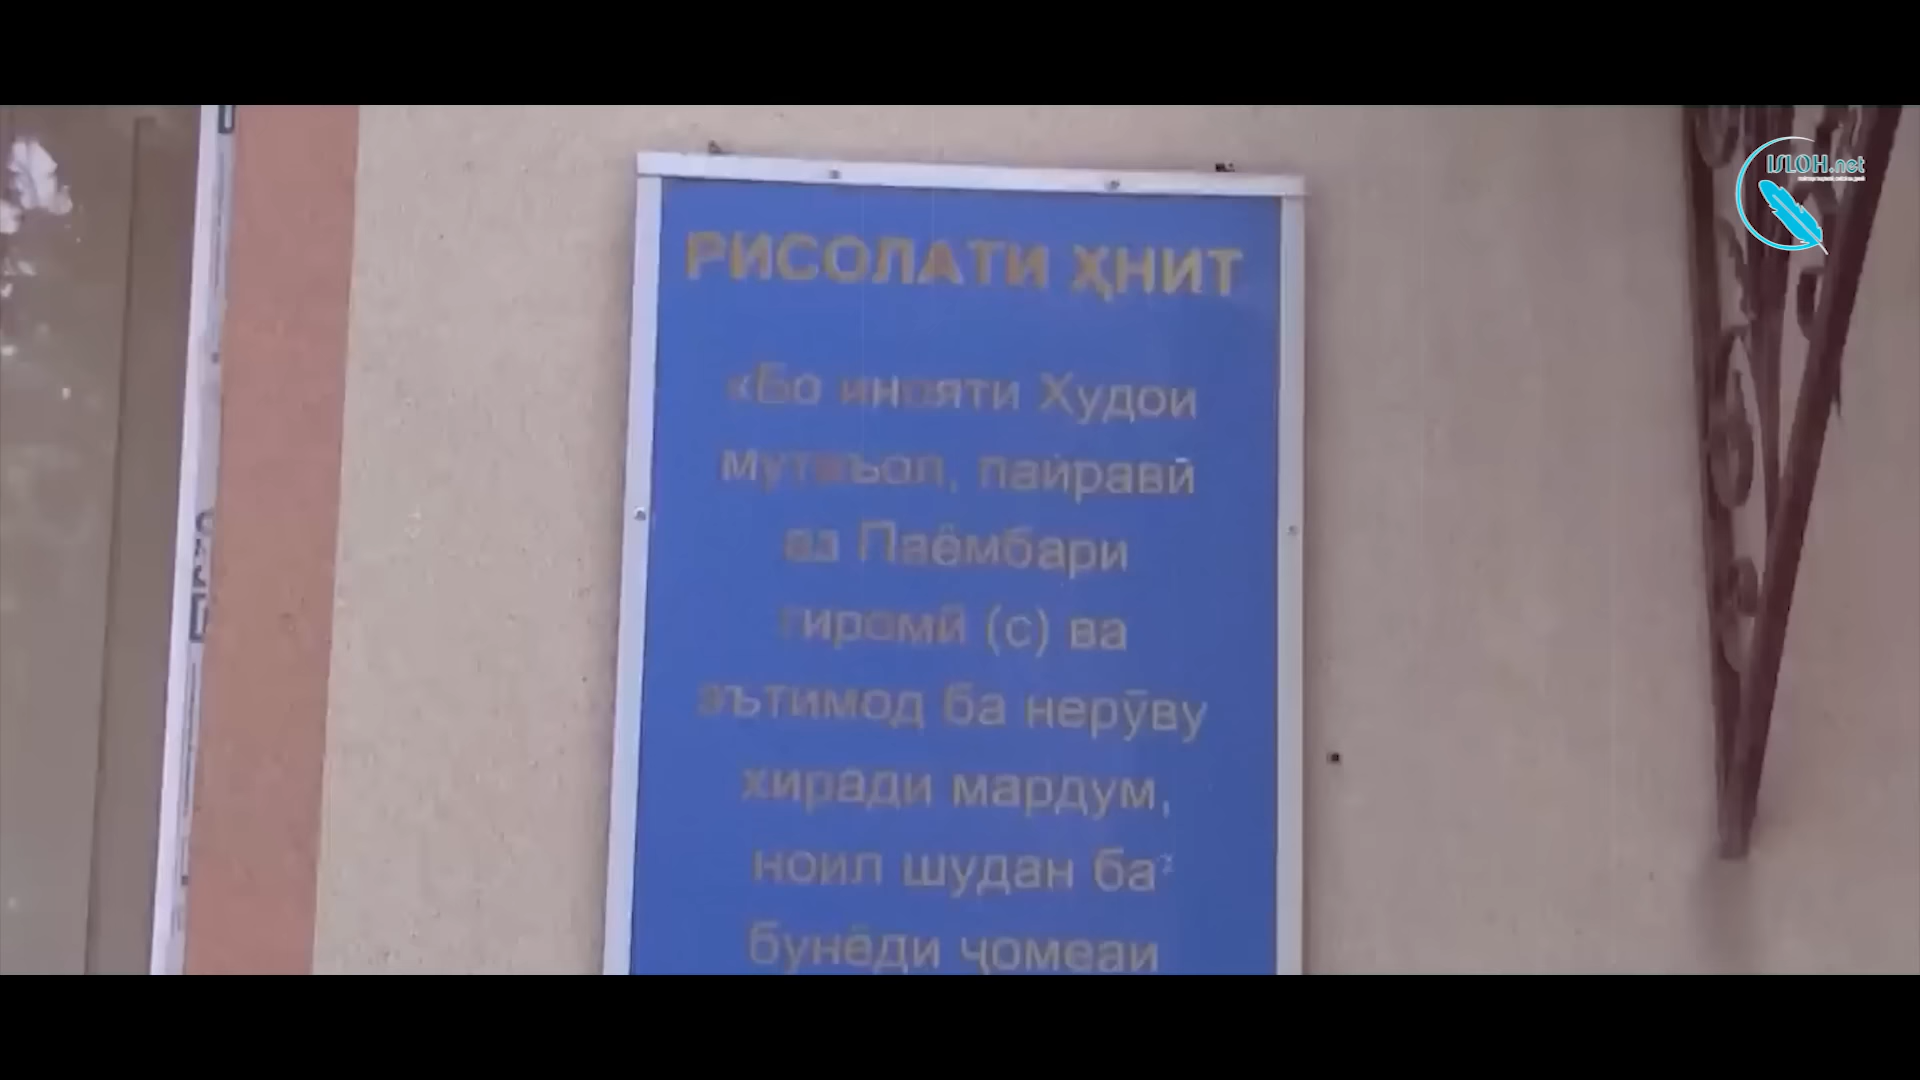 ISLOH.net
РИСОЛАТИ ҲНИТ
«Бо инояти Худои
мутаъол, пайравӣ
аз Паёмбари
гиромӣ (с) ва
эътимод ба нерӯву
хиради мардум,
ноил шудан ба
бунёди ҷомеаи